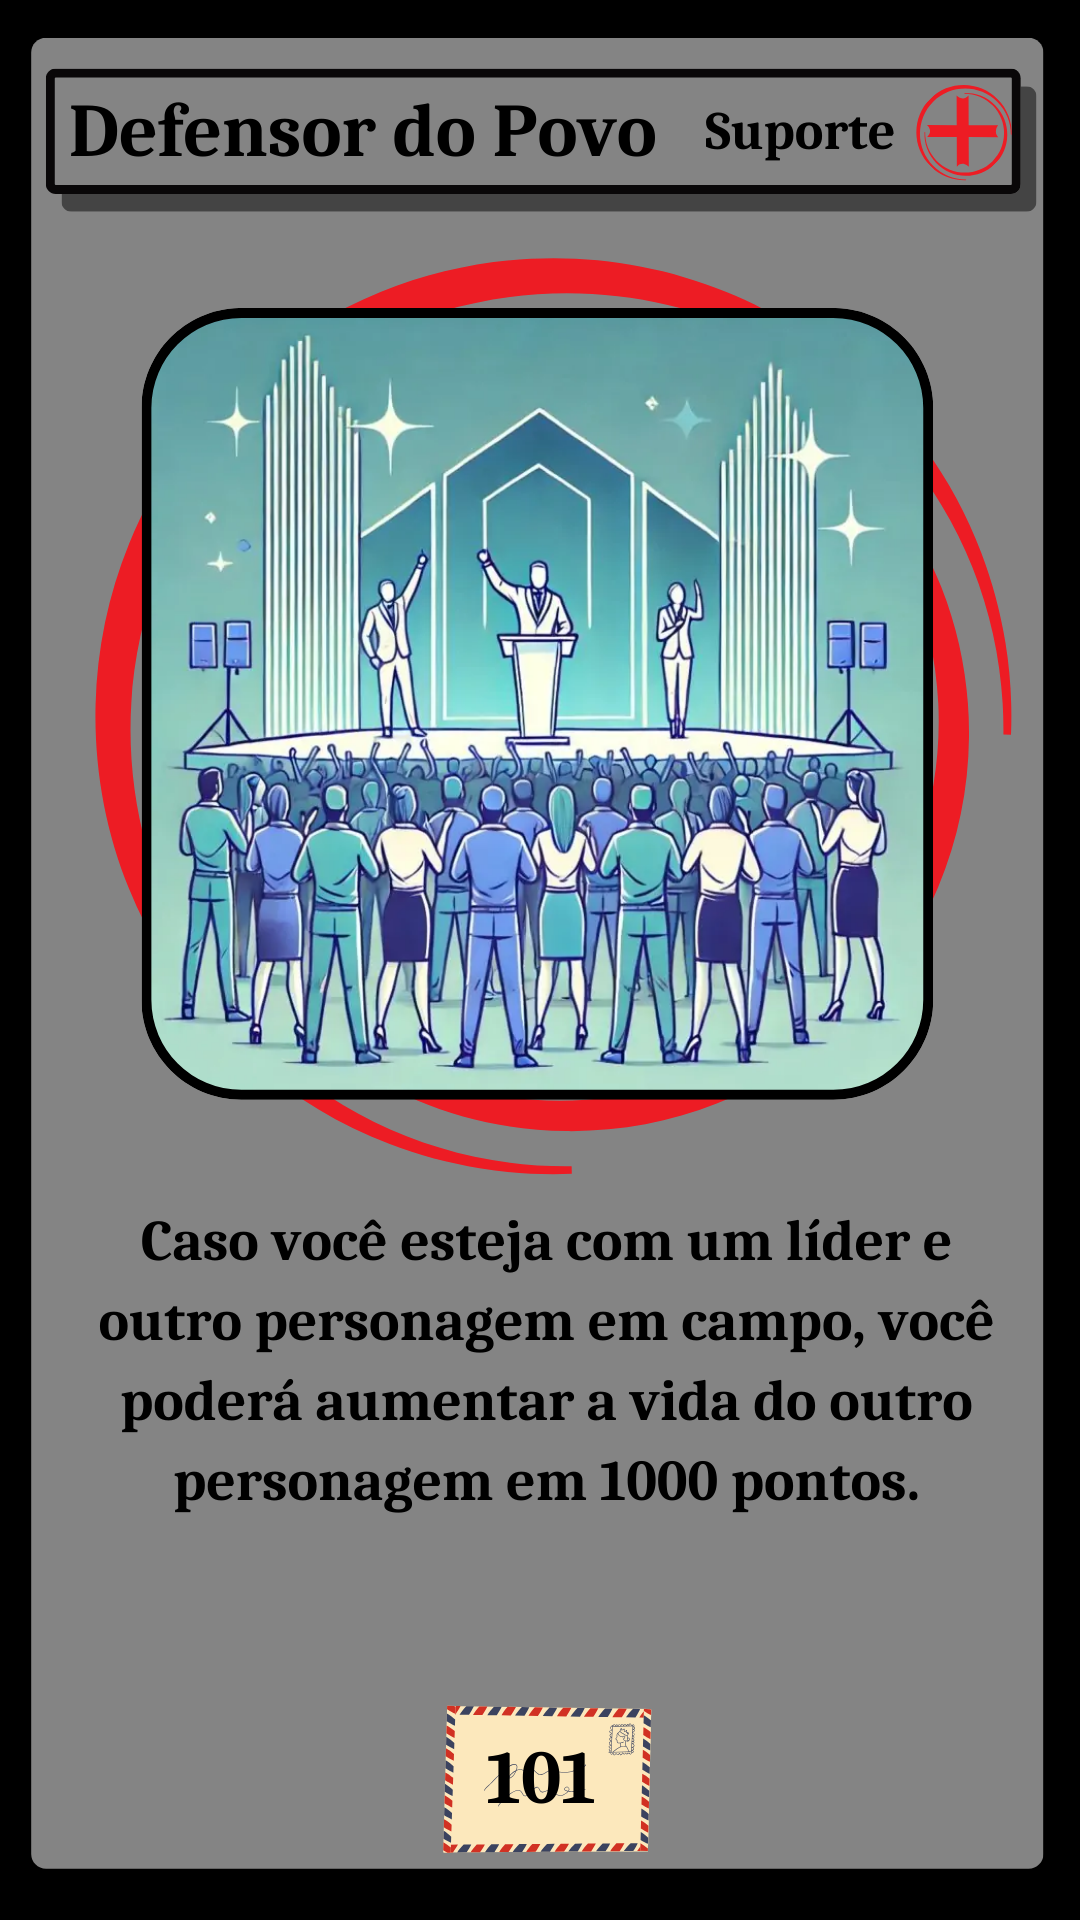 Defensor do Povo Suporte
Caso você esteja com um líder e
outro personagem em campo, você
poderá aumentar a vida do outro
personagem em 1000 pontos.
101